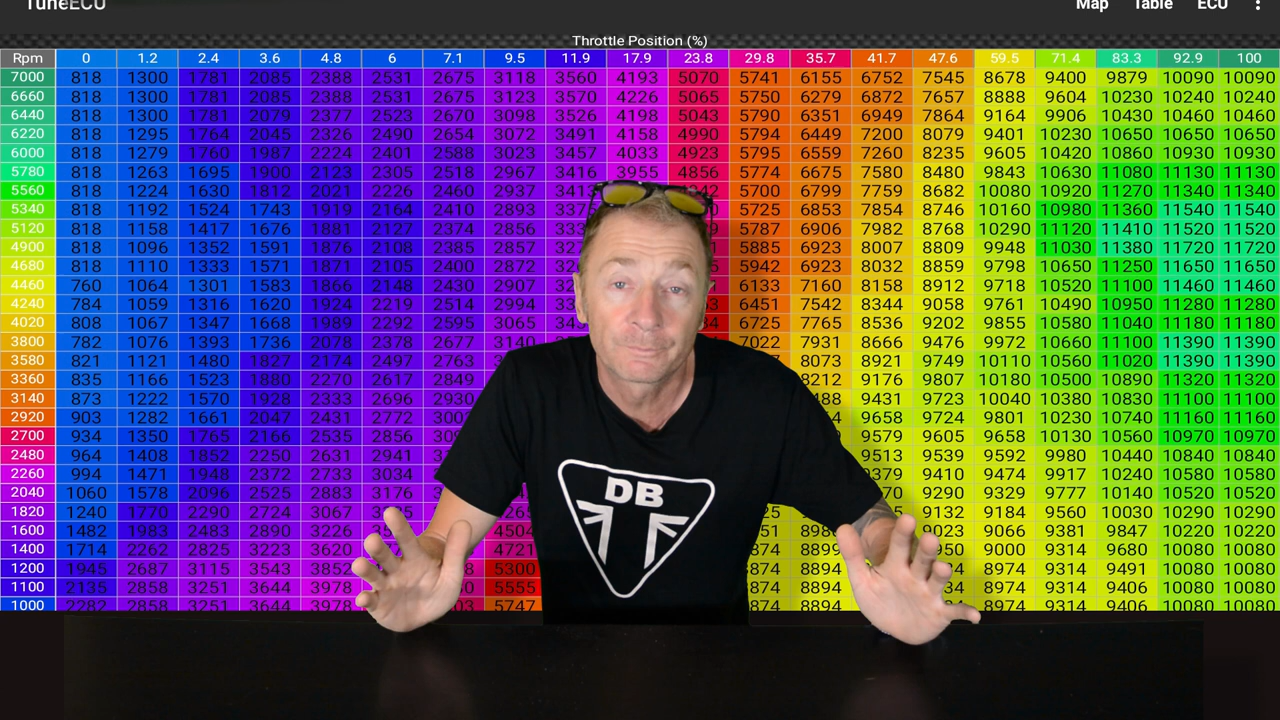 TuneECU Map Table ECU
Throttle Position (%)
Rpm 0 1.2 2.4 3.6 4.8 6 7.1 9.5 11.9 17.9 23.8 29.8 35.7 41.7 47.6 59.5 71.4 83.3 92.9 100
7000 818 1300 1781 2085 2388 2531 2675 3118 3560 4193 5070 5741 6155 6752 7545 8678 9400 9879 10090 10090
6660 818 1300 1781 2085 2388 2531 2675 3123 3570 4226 5065 5750 6279 6872 7657 8888 9604 10230 10240 10240
6440 818 1300 1781 2079 2377 2523 2670 3098 3526 4198 5043 5790 6351 6949 7864 9164 9906 10430 10460 10460
6220 818 1295 1764 2045 2326 2490 2654 3072 3491 4158 4990 5794 6449 7200 8079 9401 10230 10650 10650 10650
6000 818 1279 1760 1987 2224 2401 2588 3023 3457 4033 4923 5795 6559 7260 8235 9605 10420 10860 10930 10930
5780 818 1263 1695 1900 2123 2305 2518 2967 3416 3955 4856 5774 6675 7580 8480 9843 10630 11080 11130 11130
5560 818 1224 1630 1812 2021 2226 2460 2937 5700 6799 7759 8682 10080 10920 11270 11340 11340
5340 818 1192 1524 1743 1919 2164 2410 2893 5725 6853 7854 8746 10160 10980 11360 11540 11540
5120 818 1158 1417 1676 1881 2127 2374 2856 5787 6906 7982 8768 10290 11120 11410 11520 11520
4900 818 1096 1352 1591 1876 2108 2385 2857 5885 6923 8007 8809 9948 11030 11380 11720 11720
4680 818 1110 1333 1571 1871 2105 2400 2872 5942 6923 8032 8859 9798 10650 11250 11650 11650
4460 760 1064 1301 1583 1866 2148 2430 2907 6133 7160 8158 8912 9718 10520 11100 11460 11460
4240 784 1059 1316 1620 1924 2219 2514 2994 6451 7542 8344 9058 9761 10490 10950 11280 11280
4020 808 1067 1347 1668 1989 2292 2595 3065 6725 7765 8536 9202 9855 10580 11040 11180 11180
3800 782 1076 1393 1736 2078 2378 2677 3140 7022 7931 8666 9476 9972 10660 11100 11390 11390
3580 821 1121 1480 1827 2174 2497 2763 8073 8921 9749 10110 10560 11020 11390 11390
3360 835 1166 1523 1880 2270 2617 2849 8212 9176 9807 10180 10500 10890 11320 11320
3140 873 1222 1570 1928 2333 2696 2930 9431 9723 10040 10380 10830 11100 11100
2920 903 1282 1661 2047 2431 2772 9658 9724 9801 10230 10740 11160 11160
2700 934 1350 1765 2166 2535 2856 9579 9605 9658 10130 10560 10970 10970
2480 964 1408 1852 2250 2631 2941 9513 9539 9592 9980 10440 10840 10840
2260 994 1471 1948 2372 2733 3034 9379 9410 9474 9917 10240 10580 10580
2040 1060 1578 2096 2525 2883 3176 9290 9329 9777 10140 10520 10520
1820 1240 1770 2290 2724 3067 9132 9184 9560 10030 10290 10290
1600 1482 1983 2483 2890 3226 4504 9023 9066 9381 9847 10220 10220
1400 1714 2262 2825 3223 3620 4721 8899 9000 9314 9680 10080 10080
1200 1945 2687 3115 3543 3852 5300 8894 8974 9314 9491 10080 10080
1100 2135 2858 3251 3644 3978 5555 8894 8974 9314 9406 10080 10080
1000 2282 2858 3251 3644 3978 5747 8894 8974 9314 9406 10080 10080
DB